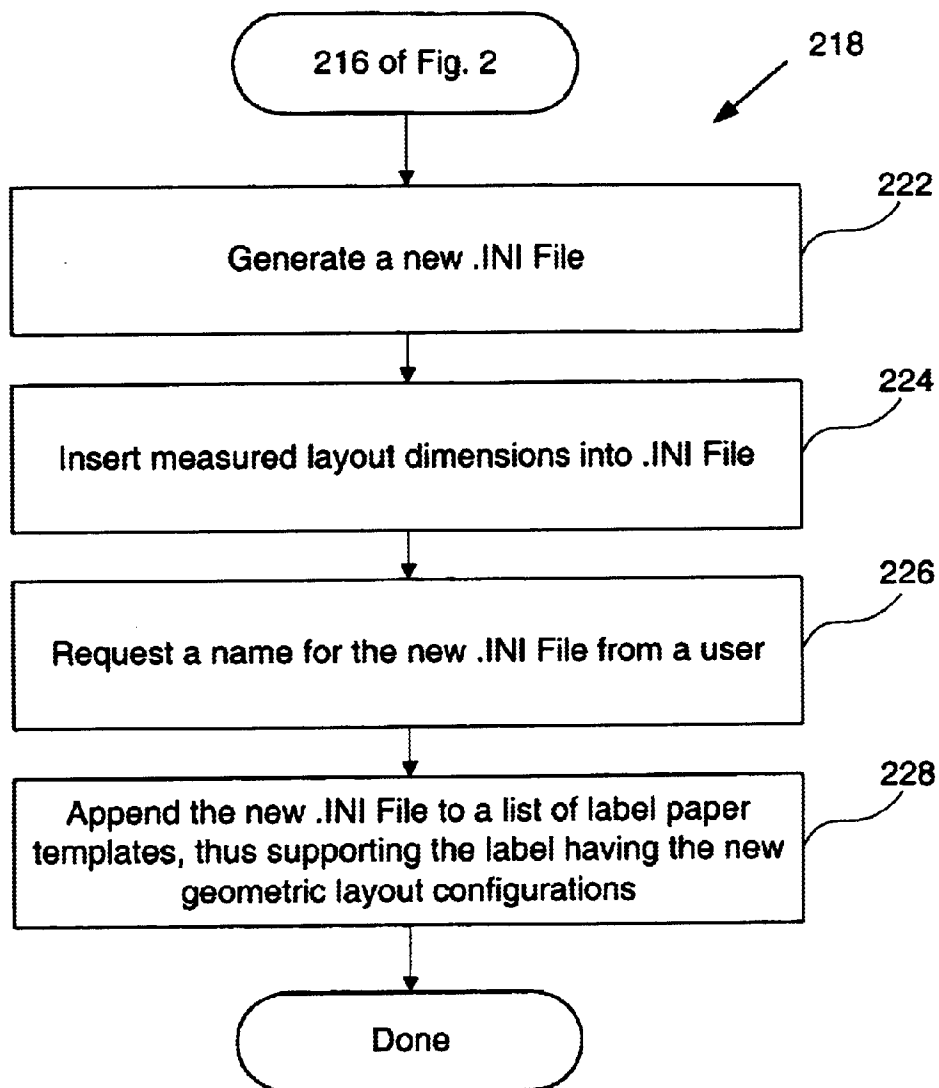 216 of Fig. 2
218
222
Generate a new .INI File
224
Insert measured layout dimensions into .INI File
226
Request a name for the new .INI File from a user
228
Append the new .INI File to a list of label paper
templates, thus supporting the label having the new
geometric layout configurations
Done